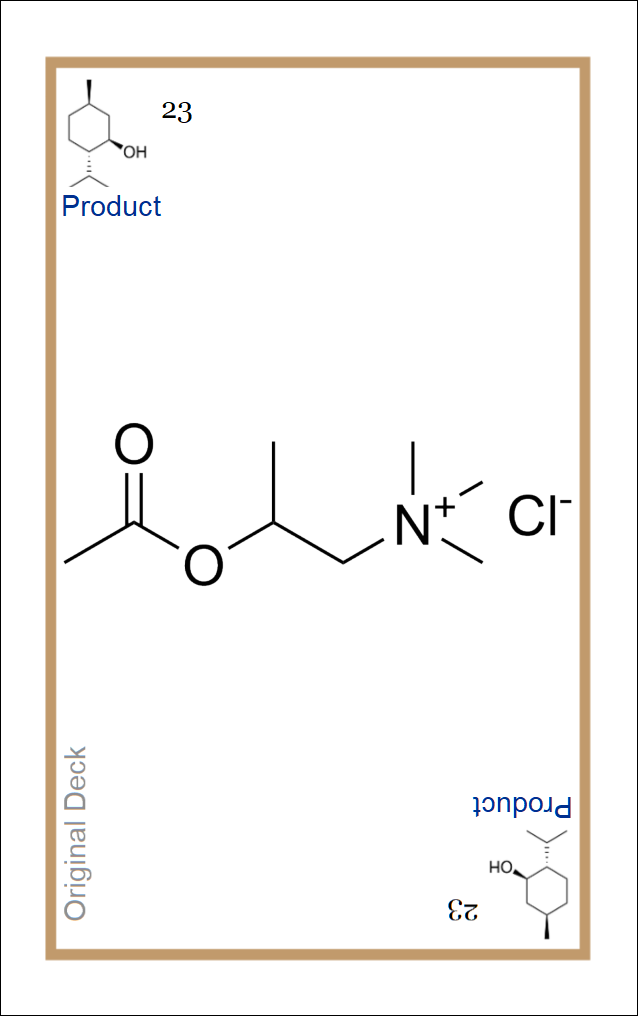 23
OH
Product
O
O
N+
Cl-
Original Deck
Product
HO
23